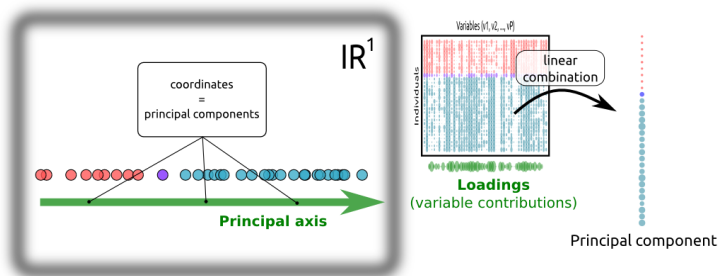 IR1
coordinates
=
principal components
Principal axis
Variables (v1, v2, ..., vP)
Individuals
linear
combination
Loadings
(variable contributions)
Principal component